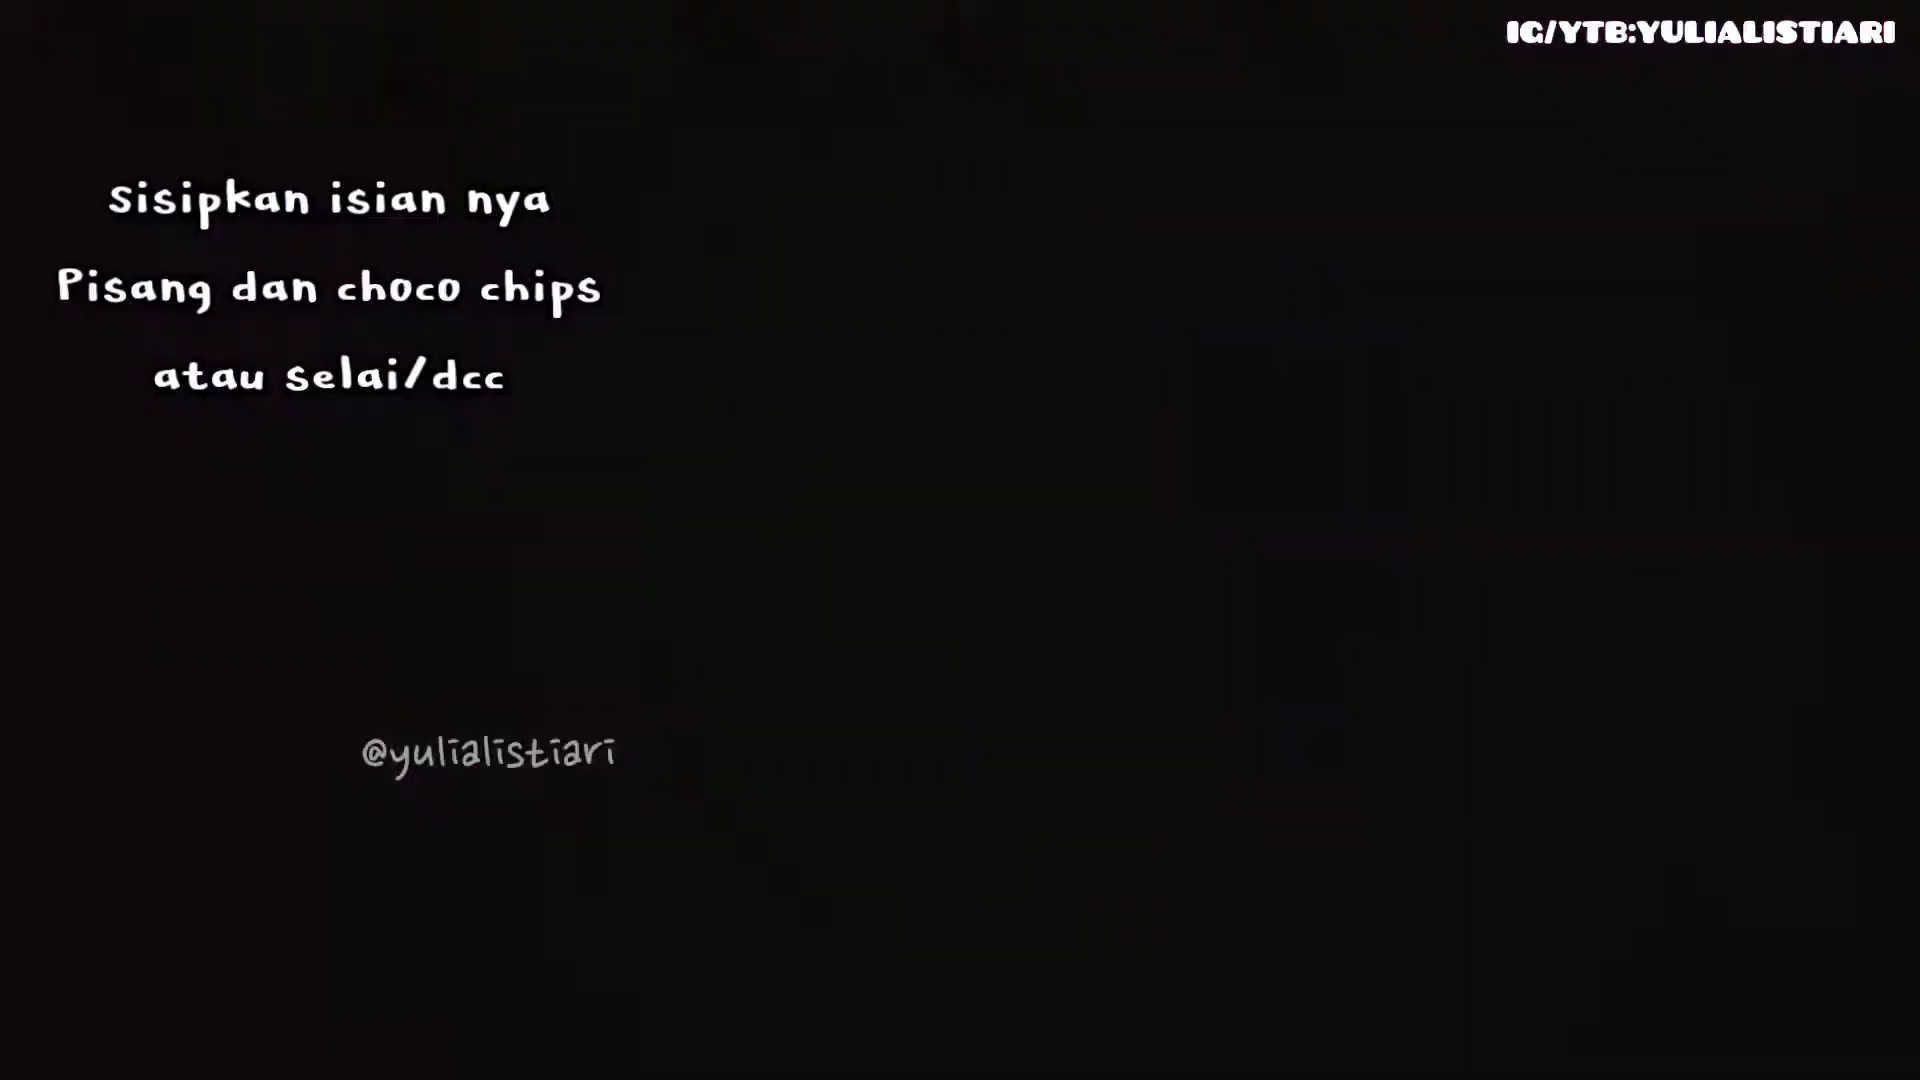 IG/YTB:YULIALISTIARI
sisipkan isian nya
Pisang dan choco chips
atau selai/dcc
@yulialistiari